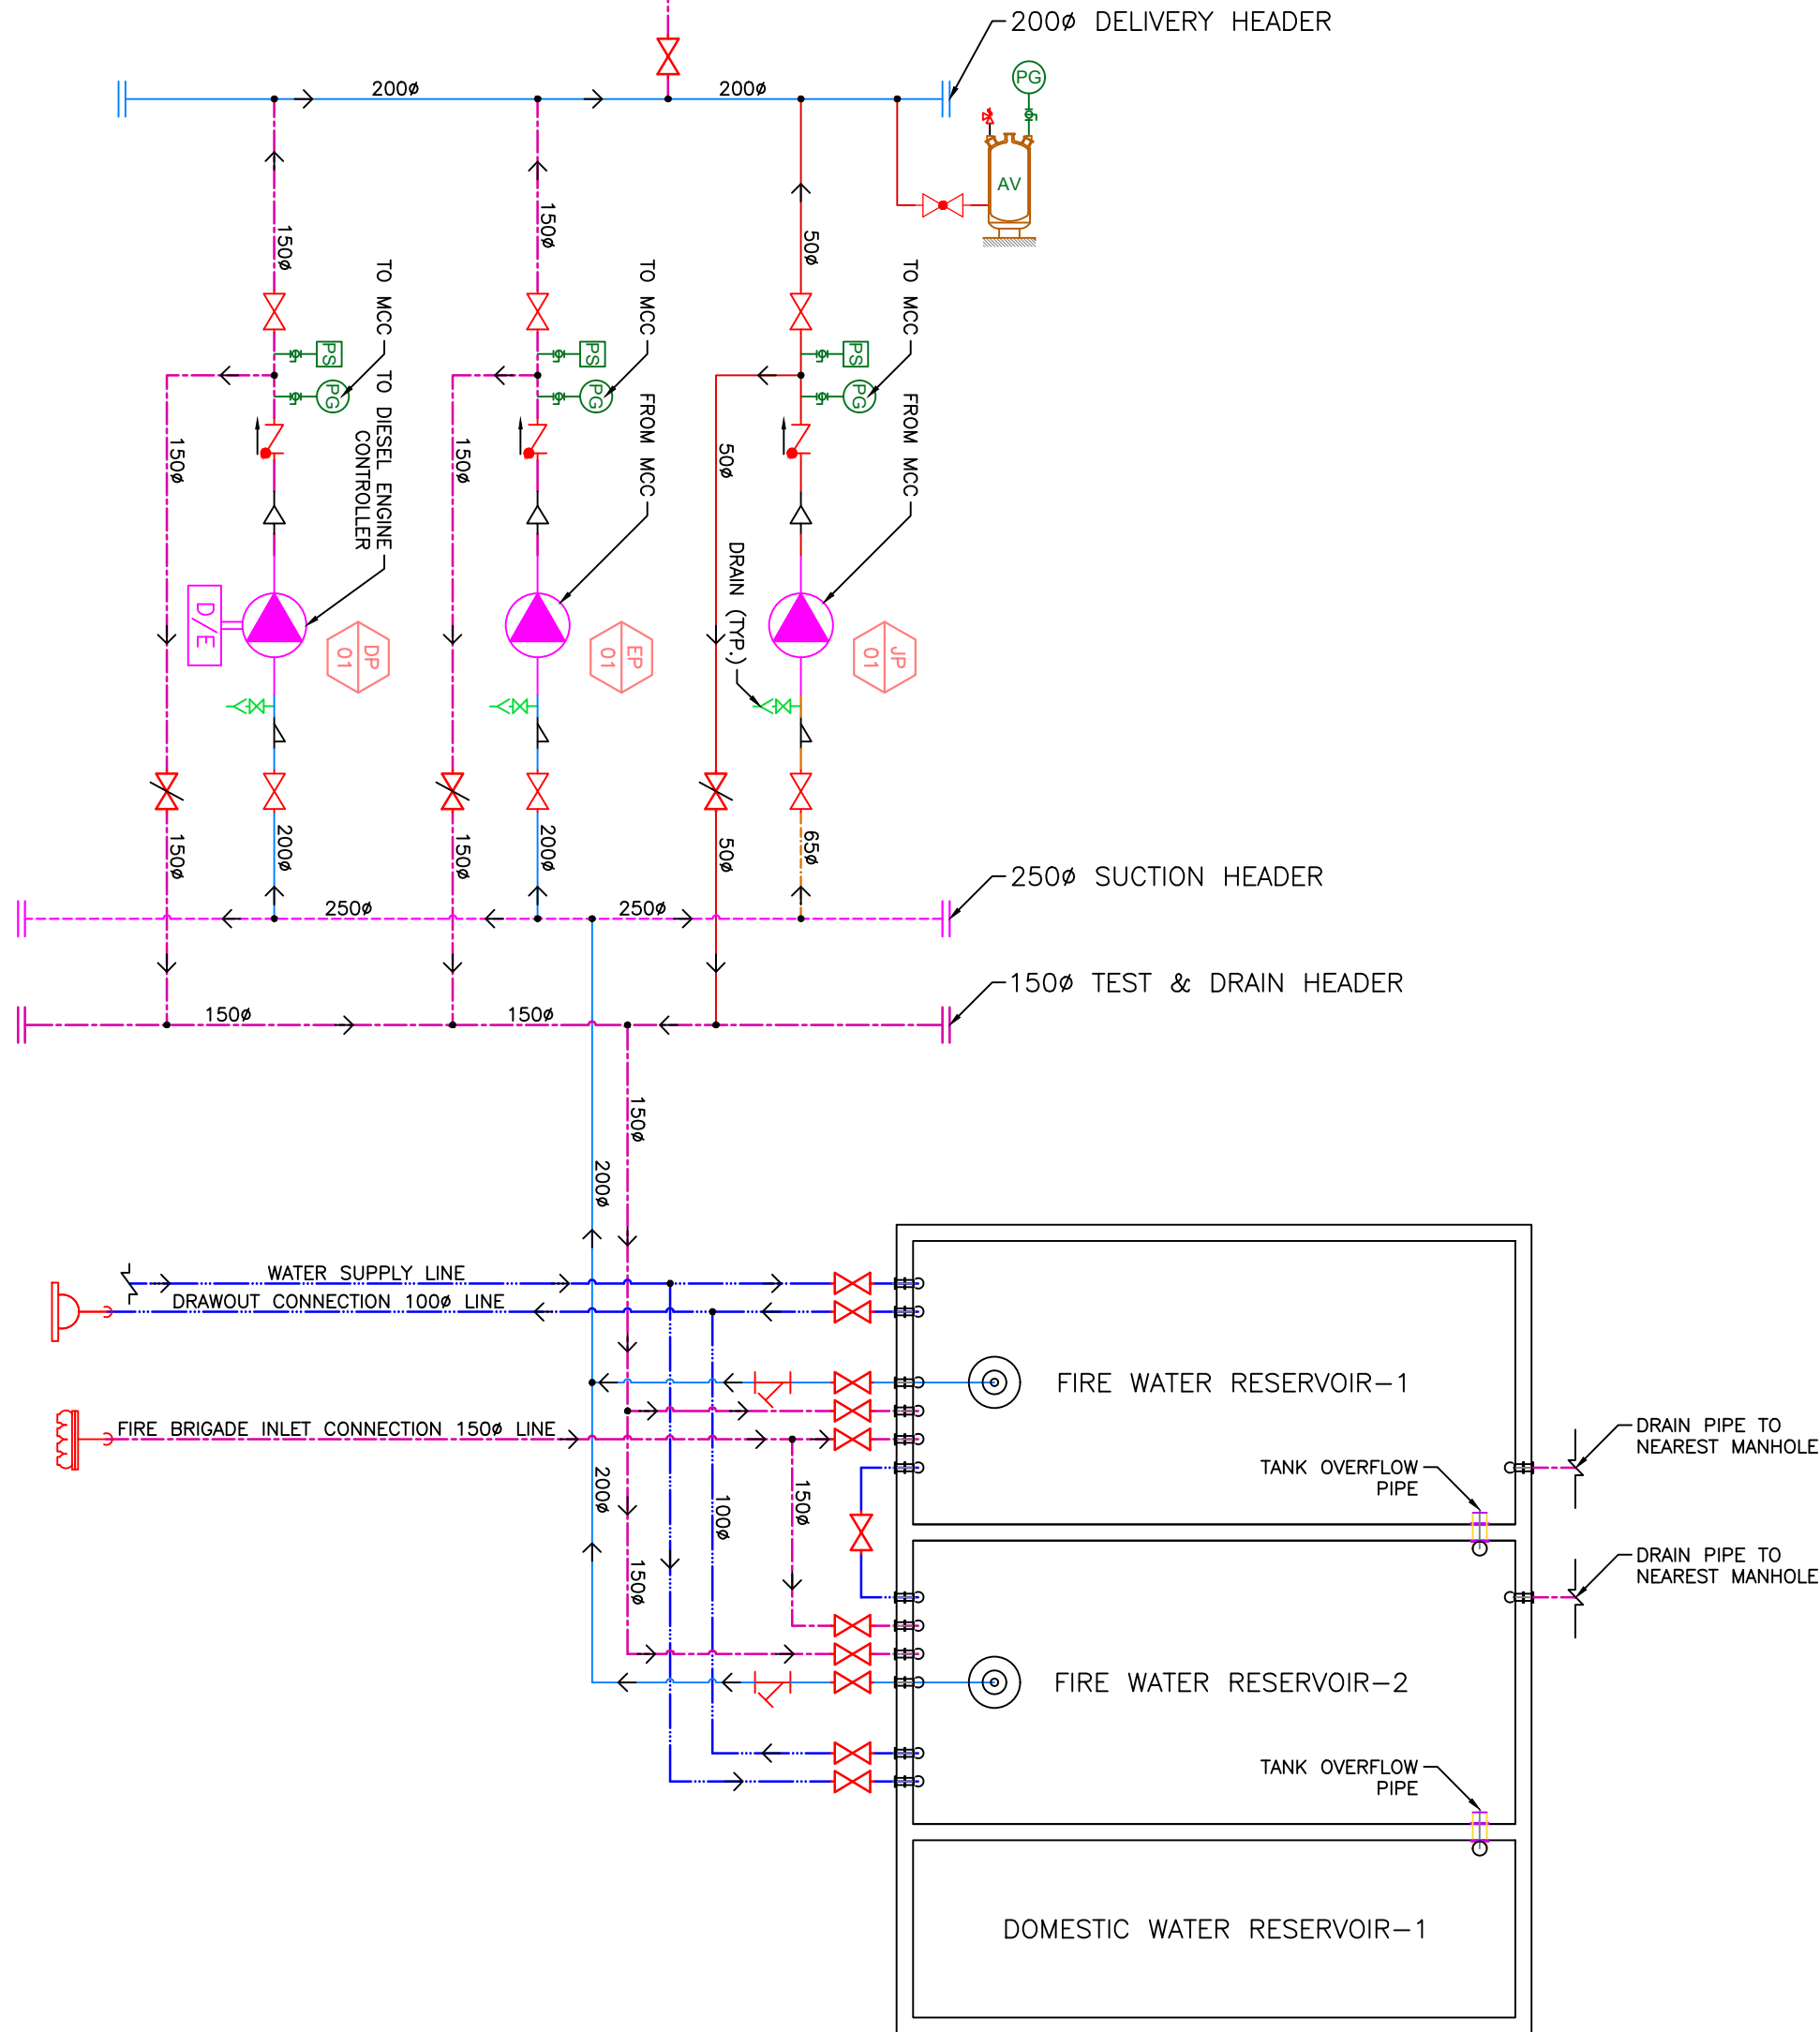 200ø DELIVERY HEADER
PG
200ø
200ø
AV
150ø
150ø
50ø
TO MCC
TO MCC
TO MCC
PS
PS
PS
PG
PG
PG
150ø
150ø
50ø
TO DIESEL ENGINE
CONTROLLER
FROM MCC
FROM MCC
DRAIN (TYP.)
D/E
DP
01
EP
01
JP
01
150ø
200ø
150ø
200ø
50ø
65ø
250ø
250ø
250ø SUCTION HEADER
150ø TEST & DRAIN HEADER
150ø
150ø
150ø
200ø
WATER SUPPLY LINE
DRAWOUT CONNECTION 100ø LINE
FIRE WATER RESERVOIR-1
FIRE BRIGADE INLET CONNECTION 150ø LINE
DRAIN PIPE TO
NEAREST MANHOLE
TANK OVERFLOW
PIPE
200ø
100ø
150ø
150ø
DRAIN PIPE TO
NEAREST MANHOLE
FIRE WATER RESERVOIR-2
TANK OVERFLOW
PIPE
DOMESTIC WATER RESERVOIR-1